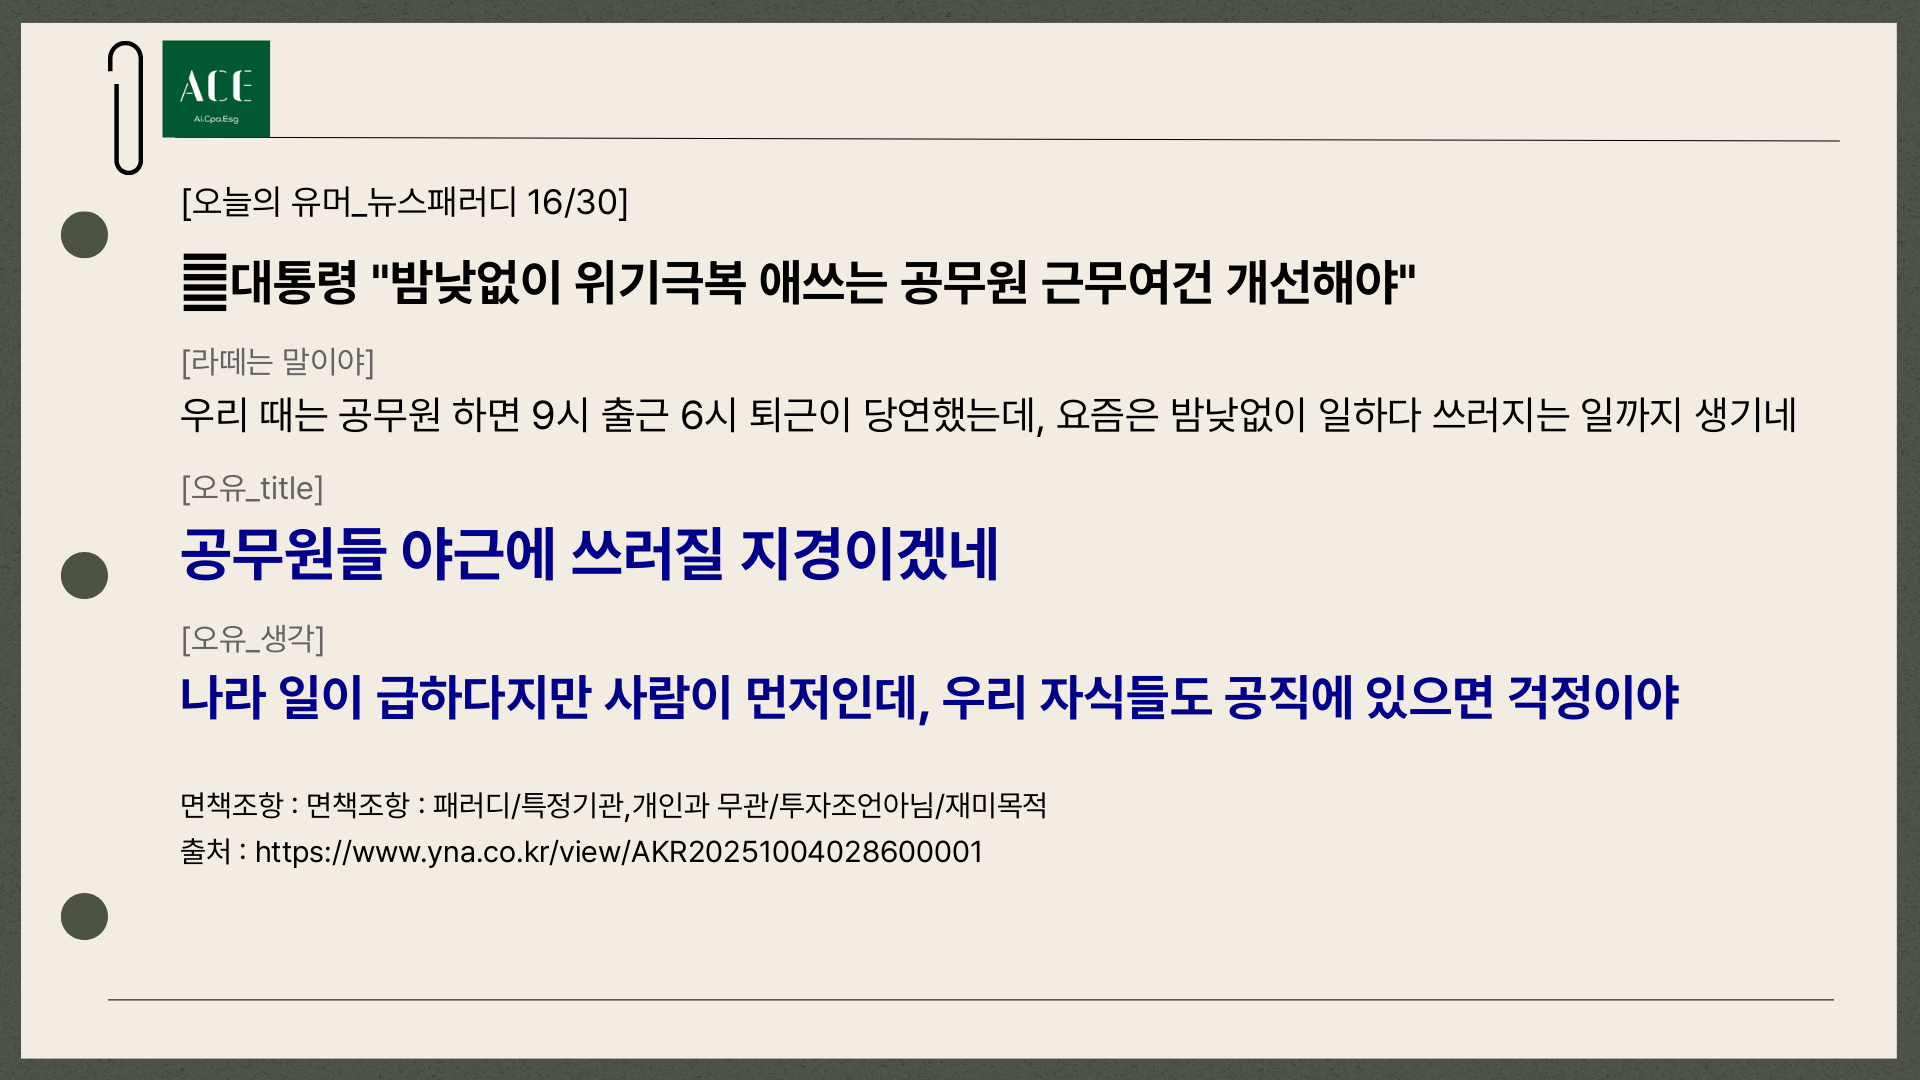 ACE
Ai.Cpa.Esg
[오늘의 유머_뉴스패러디 16/30]
대통령 "밤낮없이 위기극복 애쓰는 공무원 근무여건 개선해야"
[라떼는 말이야]
우리 때는 공무원 하면 9시 출근 6시 퇴근이 당연했는데, 요즘은 밤낮없이 일하다 쓰러지는 일까지 생기네
[오유_title]
공무원들 야근에 쓰러질 지경이겠네
[오유_생각]
나라 일이 급하다지만 사람이 먼저인데, 우리 자식들도 공직에 있으면 걱정이야
면책조항 : 면책조항 : 패러디/특정기관,개인과 무관/투자조언아님/재미목적
출처 : https://www.yna.co.kr/view/AKR20251004028600001